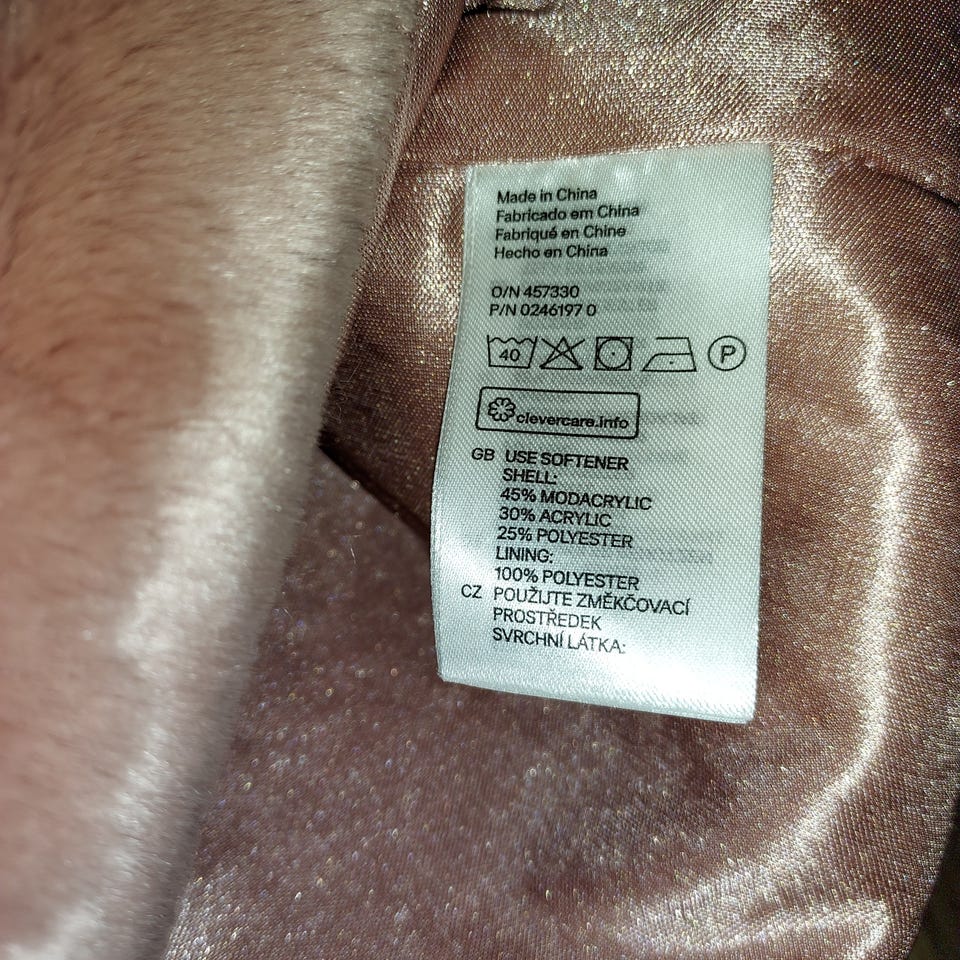 Made in China
Fabricado em China
Fabriqué en Chine
Hecho en China
O/N 457330
P/N 0246197 0
40 P
clevercare.info
GB USE SOFTENER
SHELL:
45% MODACRYLIC
30% ACRYLIC
25% POLYESTER
LINING:
100% POLYESTER
CZ POUŽIJTE ZMĚKČOVACÍ
PROSTŘEDEK
SVRCHNÍ LÁTKA: